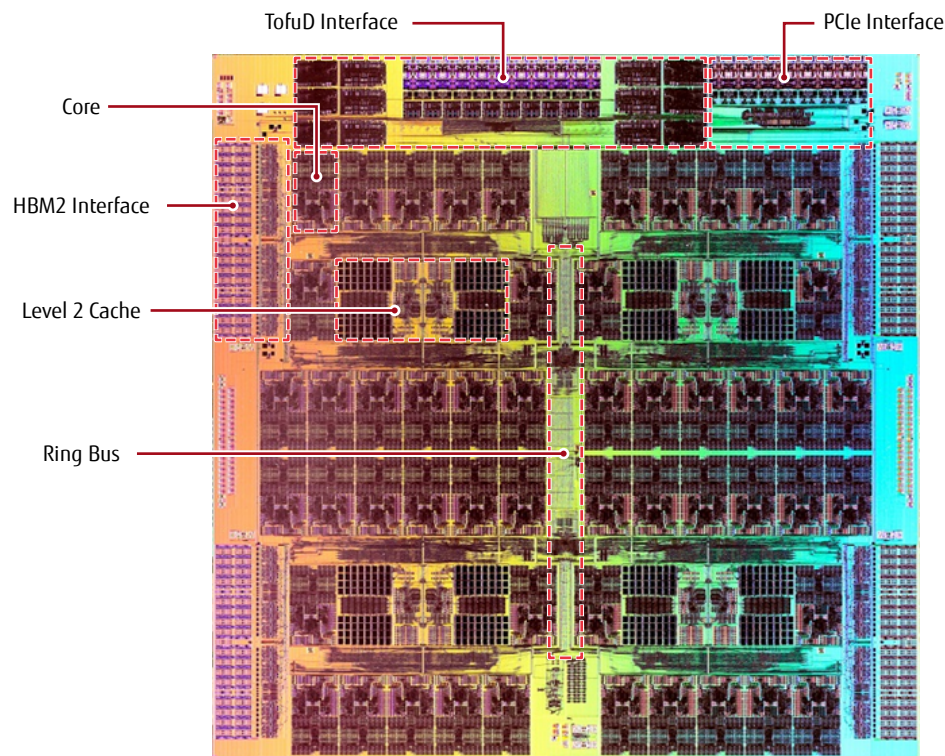 TofuD Interface
PCIe Interface
Core
HBM2 Interface
Level 2 Cache
Ring Bus